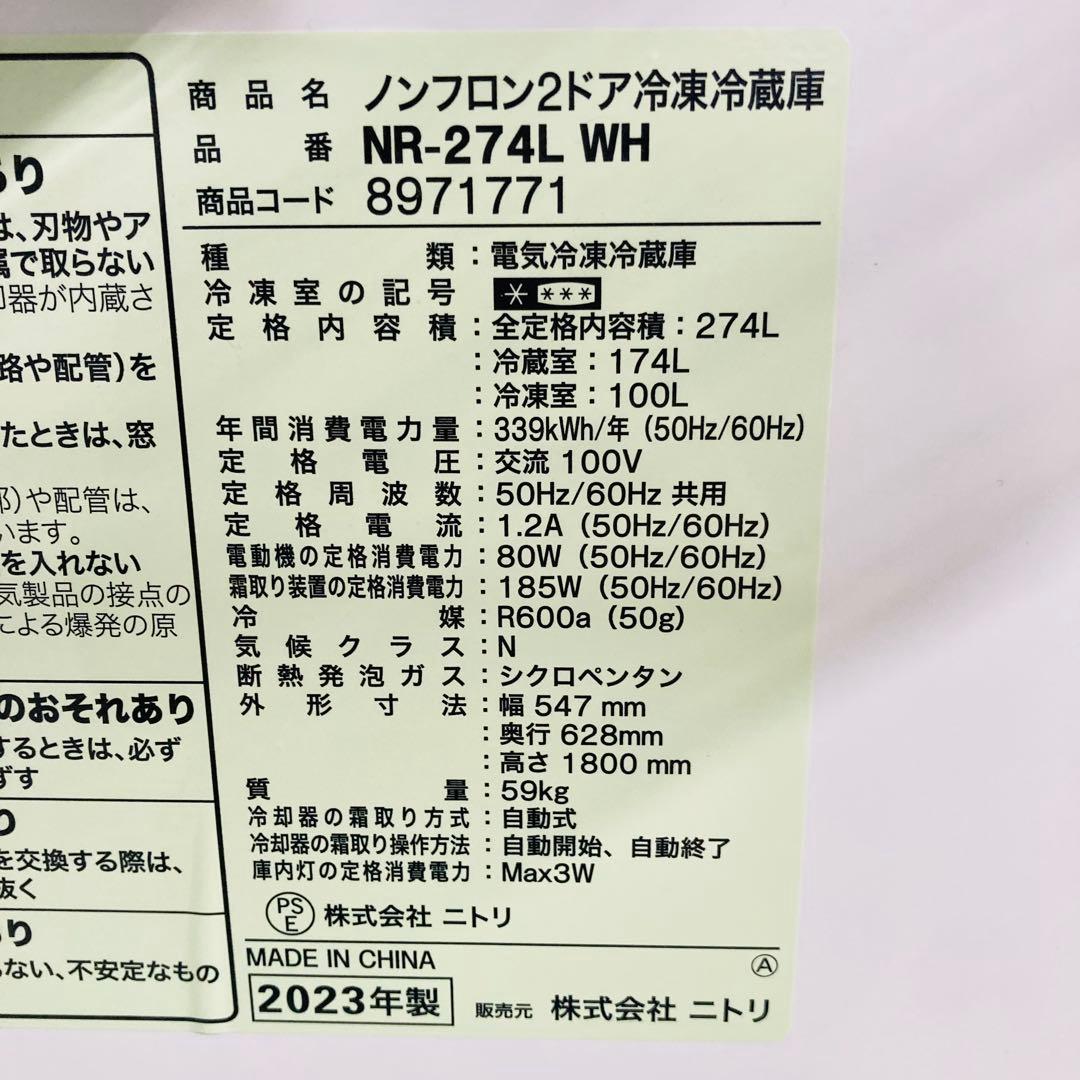 商品名 ノンフロン2ドア冷凍冷蔵庫
品番 NR-274L WH
商品コード 8971771
種類：電気冷凍冷蔵庫
冷凍室の記号 * ***
定格内容積：全定格内容積：274L
：冷蔵室：174L
：冷凍室：100L
年間消費電力量：339kWh/年（50Hz/60Hz）
定格電圧：交流 100V
定格周波数：50Hz/60Hz 共用
定格電流：1.2A（50Hz/60Hz）
電動機の定格消費電力：80W（50Hz/60Hz）
霜取り装置の定格消費電力：185W（50Hz/60Hz）
冷媒：R600a（50g）
気候クラス：N
断熱発泡ガス：シクロペンタン
外形寸法：幅 547 mm
：奥行 628mm
：高さ 1800 mm
質量：59kg
冷却器の霜取り方式：自動式
冷却器の霜取り操作方法：自動開始、自動終了
庫内灯の定格消費電力：Max3W
PSE 株式会社 ニトリ
MADE IN CHINA Ⓐ
2023年製 販売元 株式会社 ニトリ
り
は、刃物やア
属で取らない
却器が内蔵さ
路や配管）を
たときは、窓
部）や配管は、
います。
を入れない
気製品の接点の
による爆発の原
のおそれあり
するときは、必ず
ずす
り
を交換する際は、
抜く
り
らない、不安定なもの